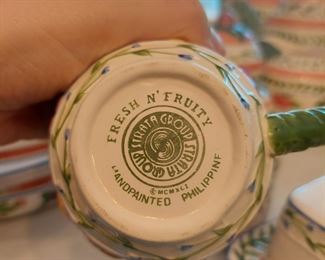 FRESH N' FRUITY
STRATA GROUP STRATA GROUP
© MCMXCI
HANDPAINTED PHILIPPINE